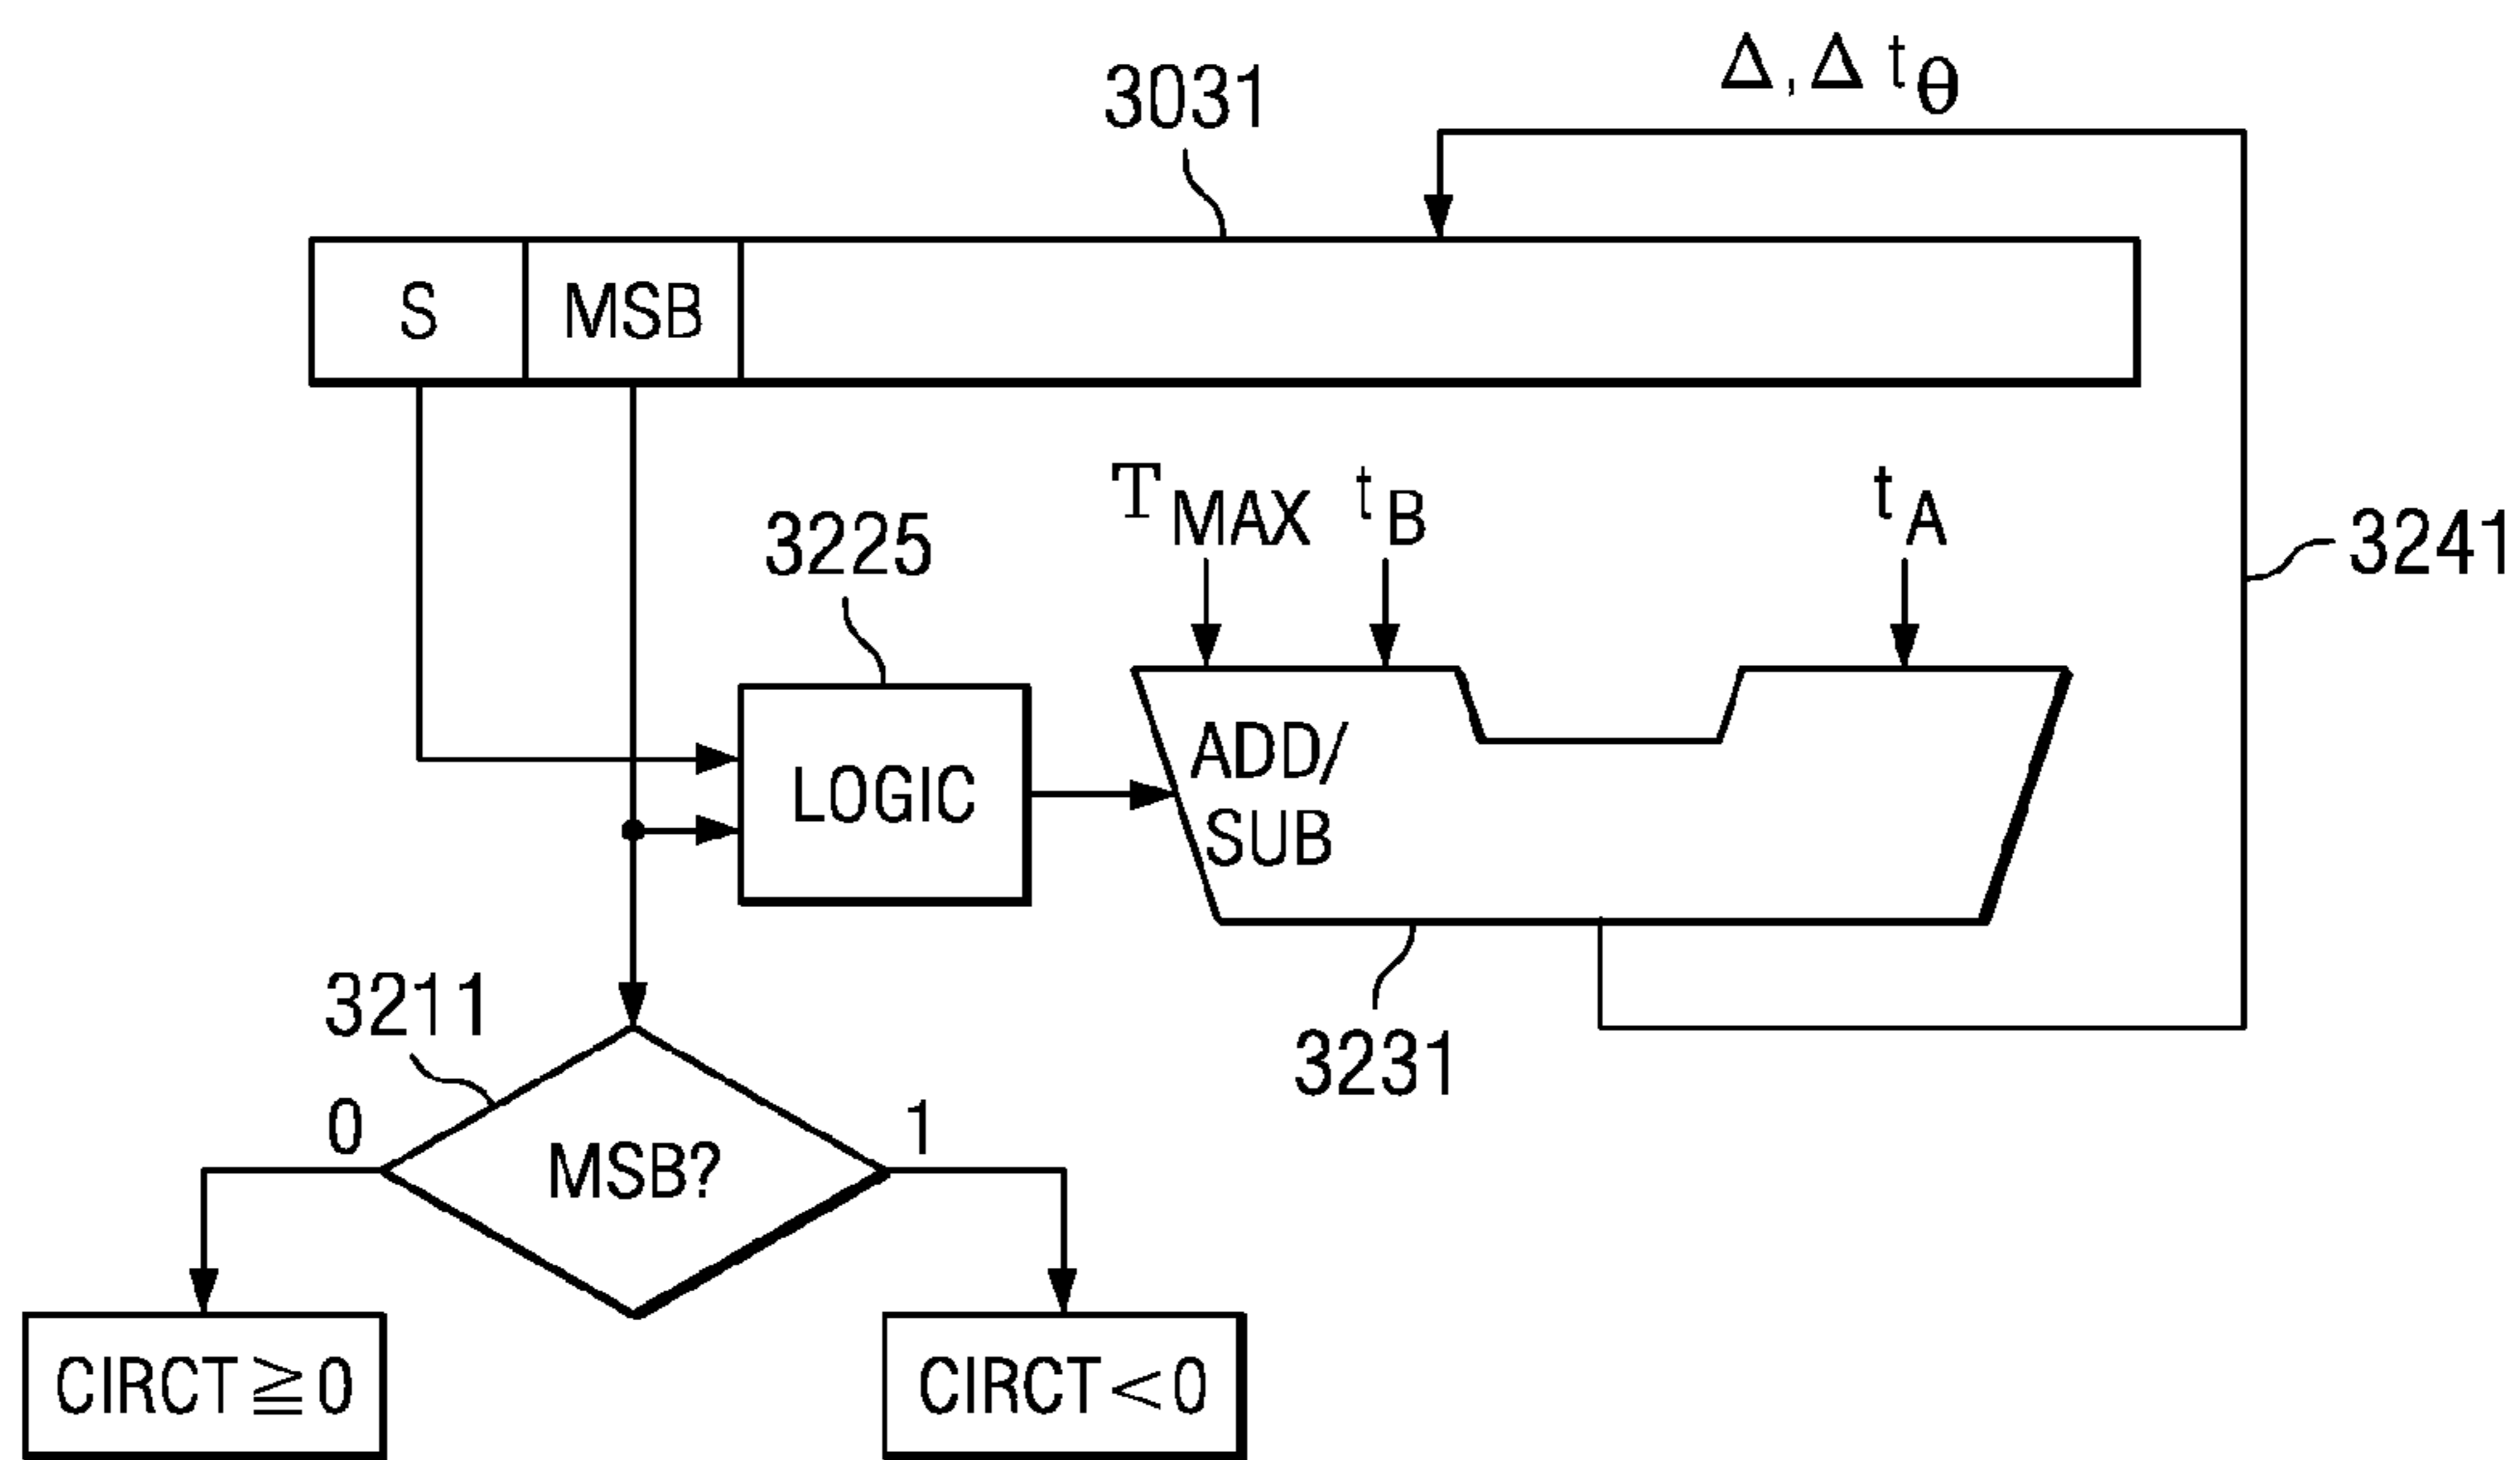 Δ, Δ tθ
3031
S MSB
TMAX tB tA
3225
3241
LOGIC
ADD/
SUB
3211
3231
0 1
MSB?
CIRCT≧0
CIRCT<0